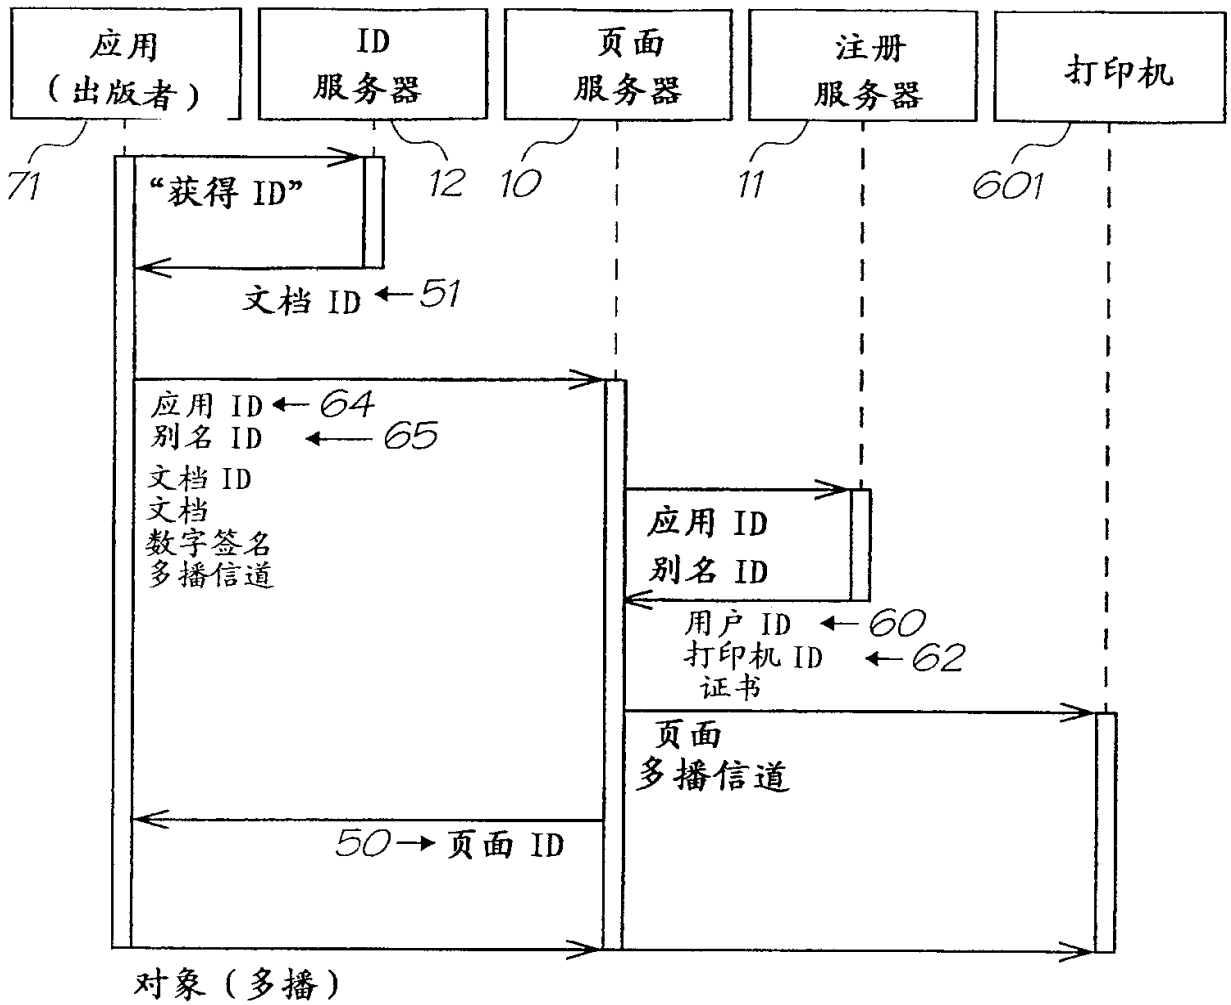 应用
(出版者)
ID
服务器
页面
服务器
注册
服务器
打印机
71
12
10
11
601
“获得 ID”
文档 ID ← 51
应用 ID ← 64
别名 ID ← 65
文档 ID
文档
数字签名
多播信道
应用 ID
别名 ID
用户 ID ← 60
打印机 ID ← 62
证书
页面
多播信道
50 → 页面 ID
对象 (多播)